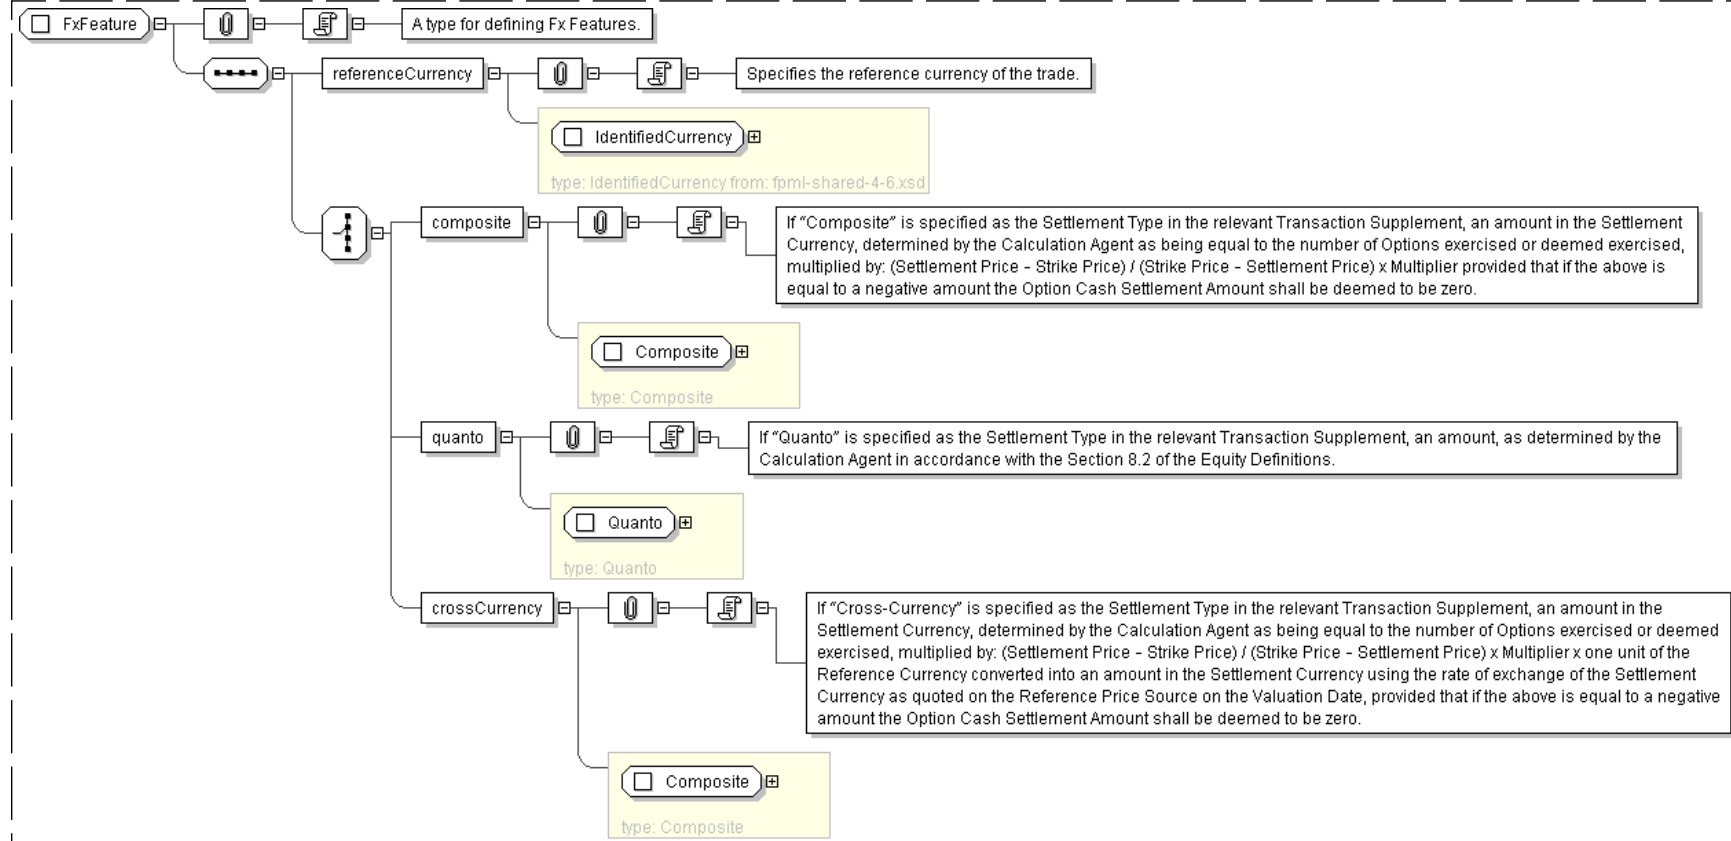 FxFeature
A type for defining Fx Features.
referenceCurrency
Specifies the reference currency of the trade.
IdentifiedCurrency
type: IdentifiedCurrency from: fpml-shared-4-6.xsd
composite
If “Composite” is specified as the Settlement Type in the relevant Transaction Supplement, an amount in the Settlement
Currency, determined by the Calculation Agent as being equal to the number of Options exercised or deemed exercised,
multiplied by: (Settlement Price – Strike Price) / (Strike Price – Settlement Price) x Multiplier provided that if the above is
equal to a negative amount the Option Cash Settlement Amount shall be deemed to be zero.
Composite
type: Composite
quanto
If “Quanto” is specified as the Settlement Type in the relevant Transaction Supplement, an amount, as determined by the
Calculation Agent in accordance with the Section 8.2 of the Equity Definitions.
Quanto
type: Quanto
crossCurrency
If “Cross-Currency” is specified as the Settlement Type in the relevant Transaction Supplement, an amount in the
Settlement Currency, determined by the Calculation Agent as being equal to the number of Options exercised or deemed
exercised, multiplied by: (Settlement Price – Strike Price) / (Strike Price – Settlement Price) x Multiplier x one unit of the
Reference Currency converted into an amount in the Settlement Currency using the rate of exchange of the Settlement
Currency as quoted on the Reference Price Source on the Valuation Date, provided that if the above is equal to a negative
amount the Option Cash Settlement Amount shall be deemed to be zero.
Composite
type: Composite